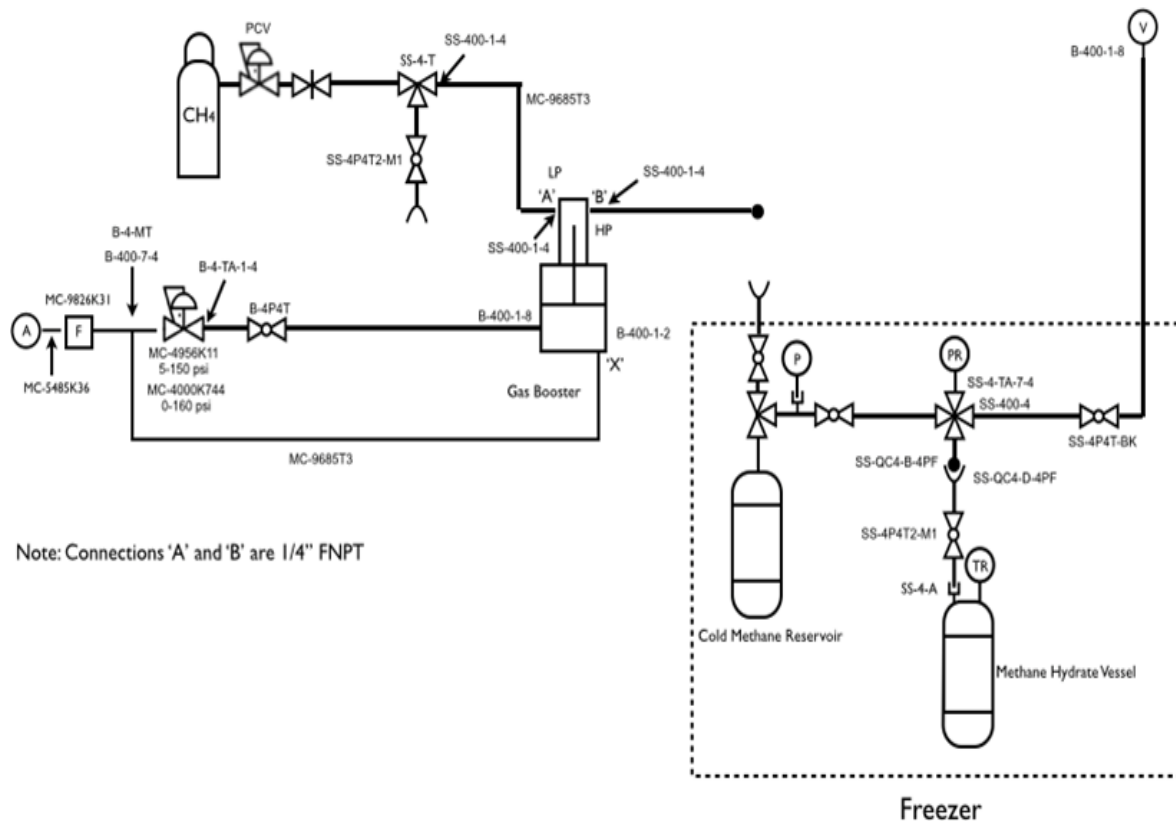 PCV
SS-400-1-4
SS-4-T
CH₄
MC-9685T3
SS-4P4T2-M1
LP
'A'
'B'
SS-400-1-4
HP
SS-400-1-4
B-4-MT
B-400-7-4
B-4-TA-1-4
MC-9826K31
B-4P4T
A
F
B-400-1-8
B-400-1-2
MC-4956K11
5-150 psi
MC-5485K36
MC-4000K744
0-160 psi
'X'
Gas Booster
MC-9685T3
Note: Connections 'A' and 'B' are 1/4" FNPT
V
B-400-1-8
P
PR
SS-4-TA-7-4
SS-400-4
SS-4P4T-BK
SS-QC4-B-4PF
SS-QC4-D-4PF
SS-4P4T2-M1
TR
SS-4-A
Cold Methane Reservoir
Methane Hydrate Vessel
Freezer